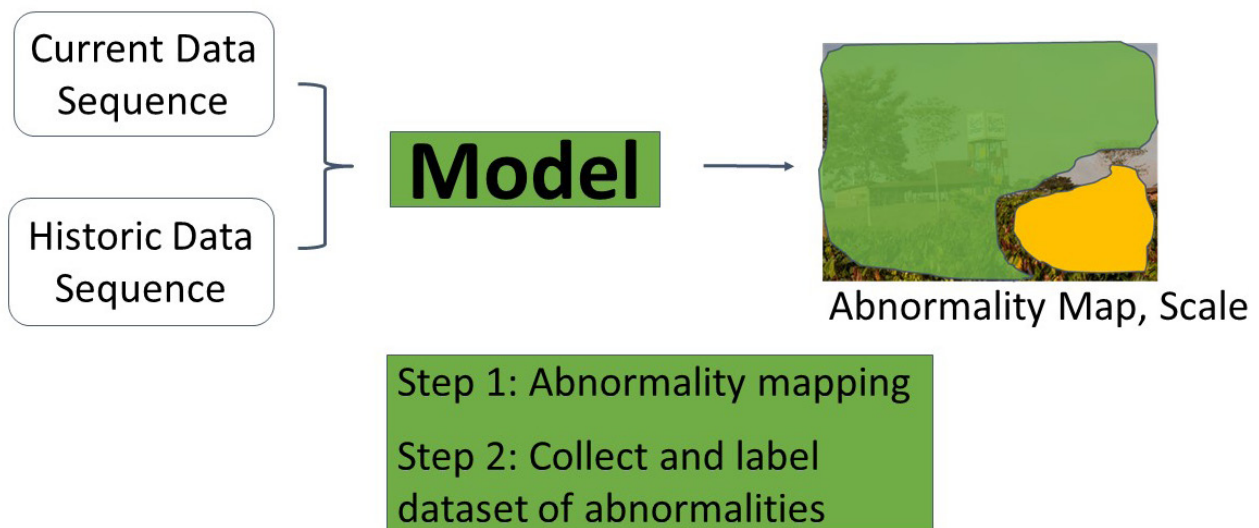 Current Data
Sequence
Historic Data
Sequence
Model
Abnormality Map, Scale
Step 1: Abnormality mapping
Step 2: Collect and label
dataset of abnormalities